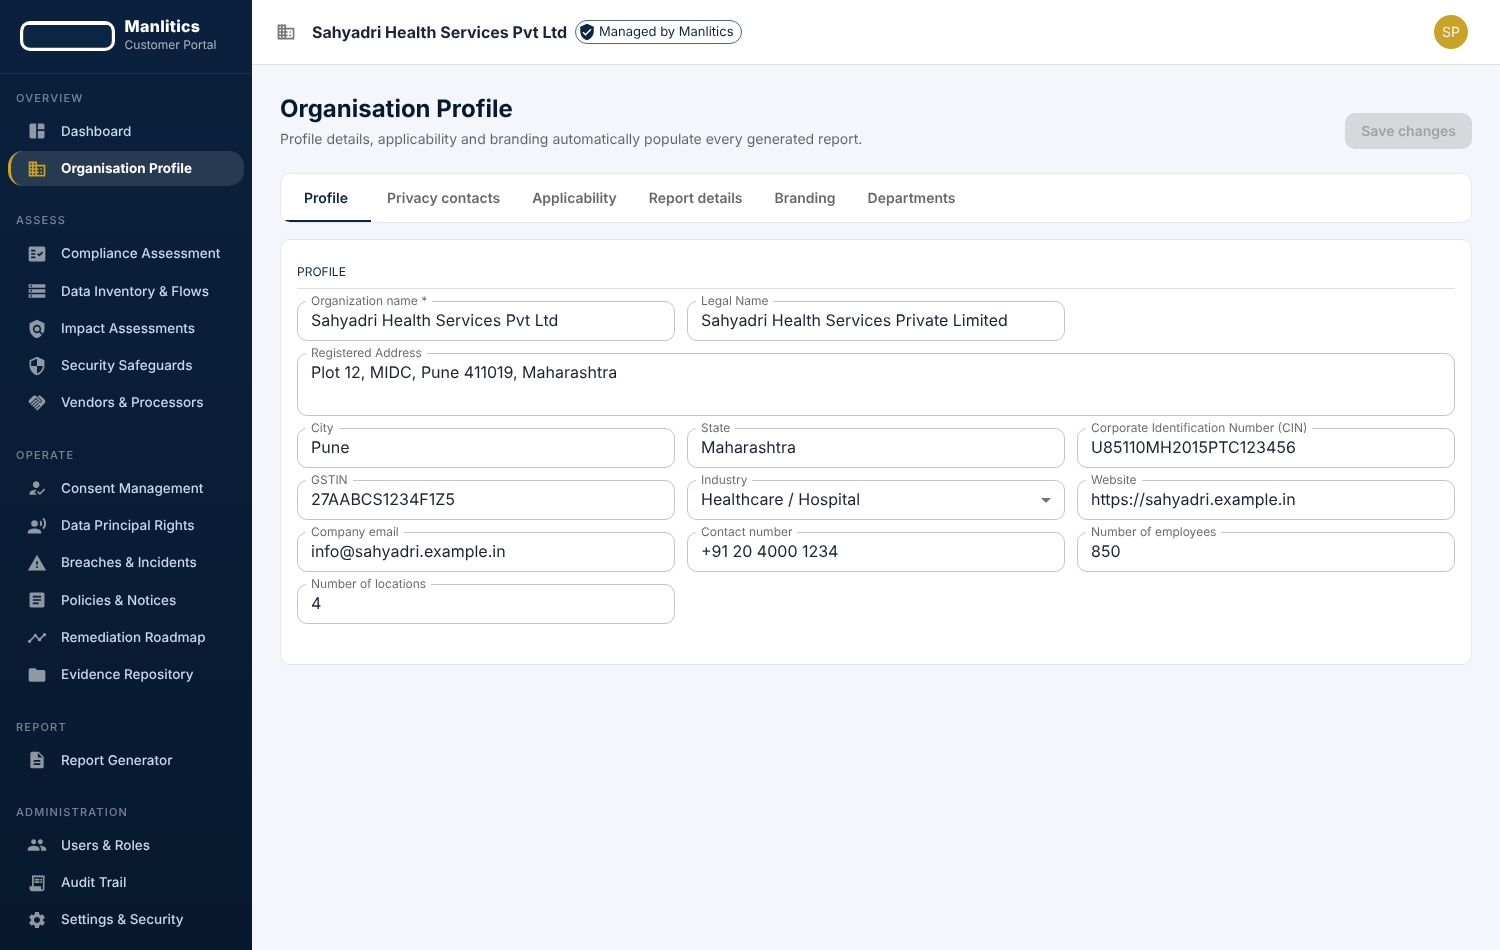 Manlitics
Customer Portal
OVERVIEW
Dashboard
Organisation Profile
ASSESS
Compliance Assessment
Data Inventory & Flows
Impact Assessments
Security Safeguards
Vendors & Processors
OPERATE
Consent Management
Data Principal Rights
Breaches & Incidents
Policies & Notices
Remediation Roadmap
Evidence Repository
REPORT
Report Generator
ADMINISTRATION
Users & Roles
Audit Trail
Settings & Security
Sahyadri Health Services Pvt Ltd Managed by Manlitics
SP
Organisation Profile
Profile details, applicability and branding automatically populate every generated report.
Save changes
Profile Privacy contacts Applicability Report details Branding Departments
PROFILE
Organization name *
Sahyadri Health Services Pvt Ltd
Legal Name
Sahyadri Health Services Private Limited
Registered Address
Plot 12, MIDC, Pune 411019, Maharashtra
City
Pune
State
Maharashtra
Corporate Identification Number (CIN)
U85110MH2015PTC123456
GSTIN
27AABCS1234F1Z5
Industry
Healthcare / Hospital
Website
https://sahyadri.example.in
Company email
info@sahyadri.example.in
Contact number
+91 20 4000 1234
Number of employees
850
Number of locations
4